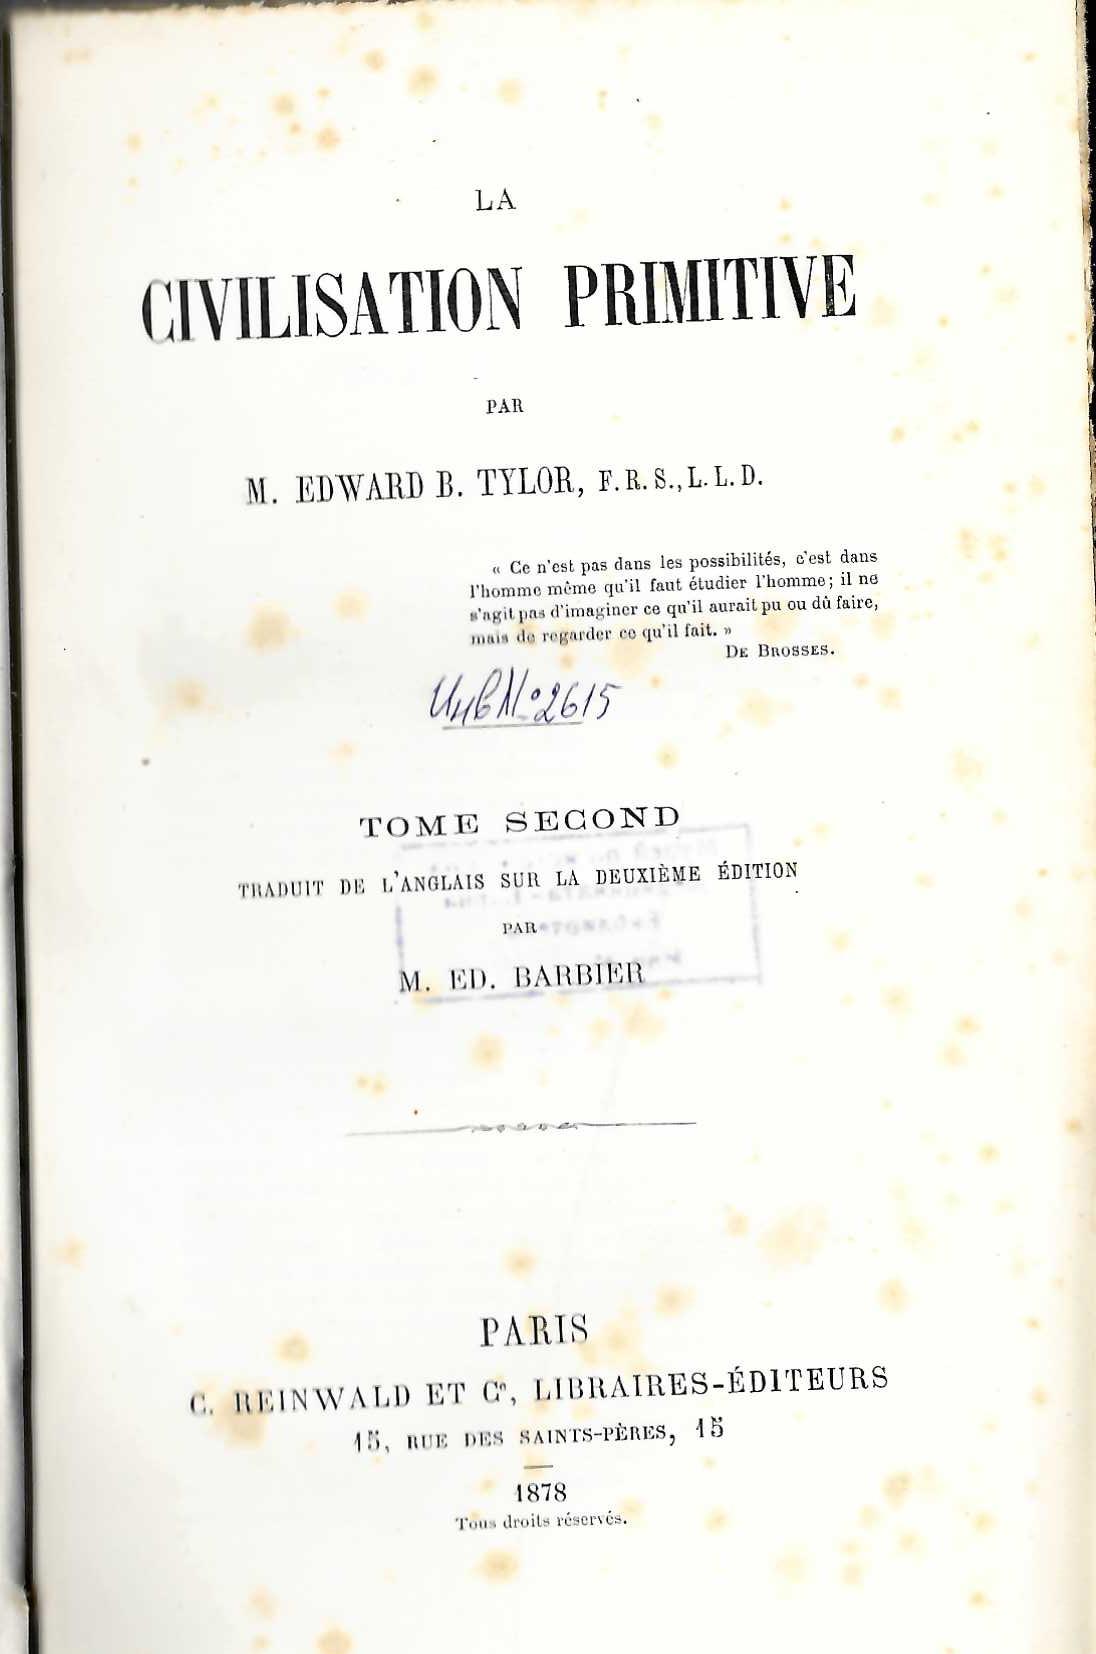 LA
CIVILISATION PRIMITIVE
PAR
M. EDWARD B. TYLOR, F.R.S., L.L.D.
« Ce n'est pas dans les possibilités, c'est dans
l'homme même qu'il faut étudier l'homme; il ne
s'agit pas d'imaginer ce qu'il aurait pu ou dû faire,
mais de regarder ce qu'il fait. »
DE BROSSES.
Инв № 2615
TOME SECOND
TRADUIT DE L'ANGLAIS SUR LA DEUXIÈME ÉDITION
PAR
M. ED. BARBIER
PARIS
C. REINWALD ET Cie, LIBRAIRES-ÉDITEURS
15, RUE DES SAINTS-PÈRES, 15
1878
Tous droits réservés.